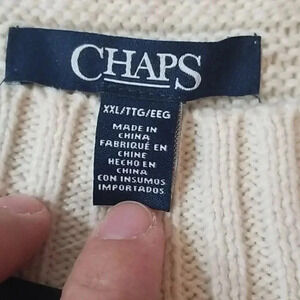 CHAPS
XXL/TTG/EEG
MADE IN
CHINA
FABRIQUÉ EN
CHINE
HECHO EN
CHINA
CON INSUMOS
IMPORTADOS